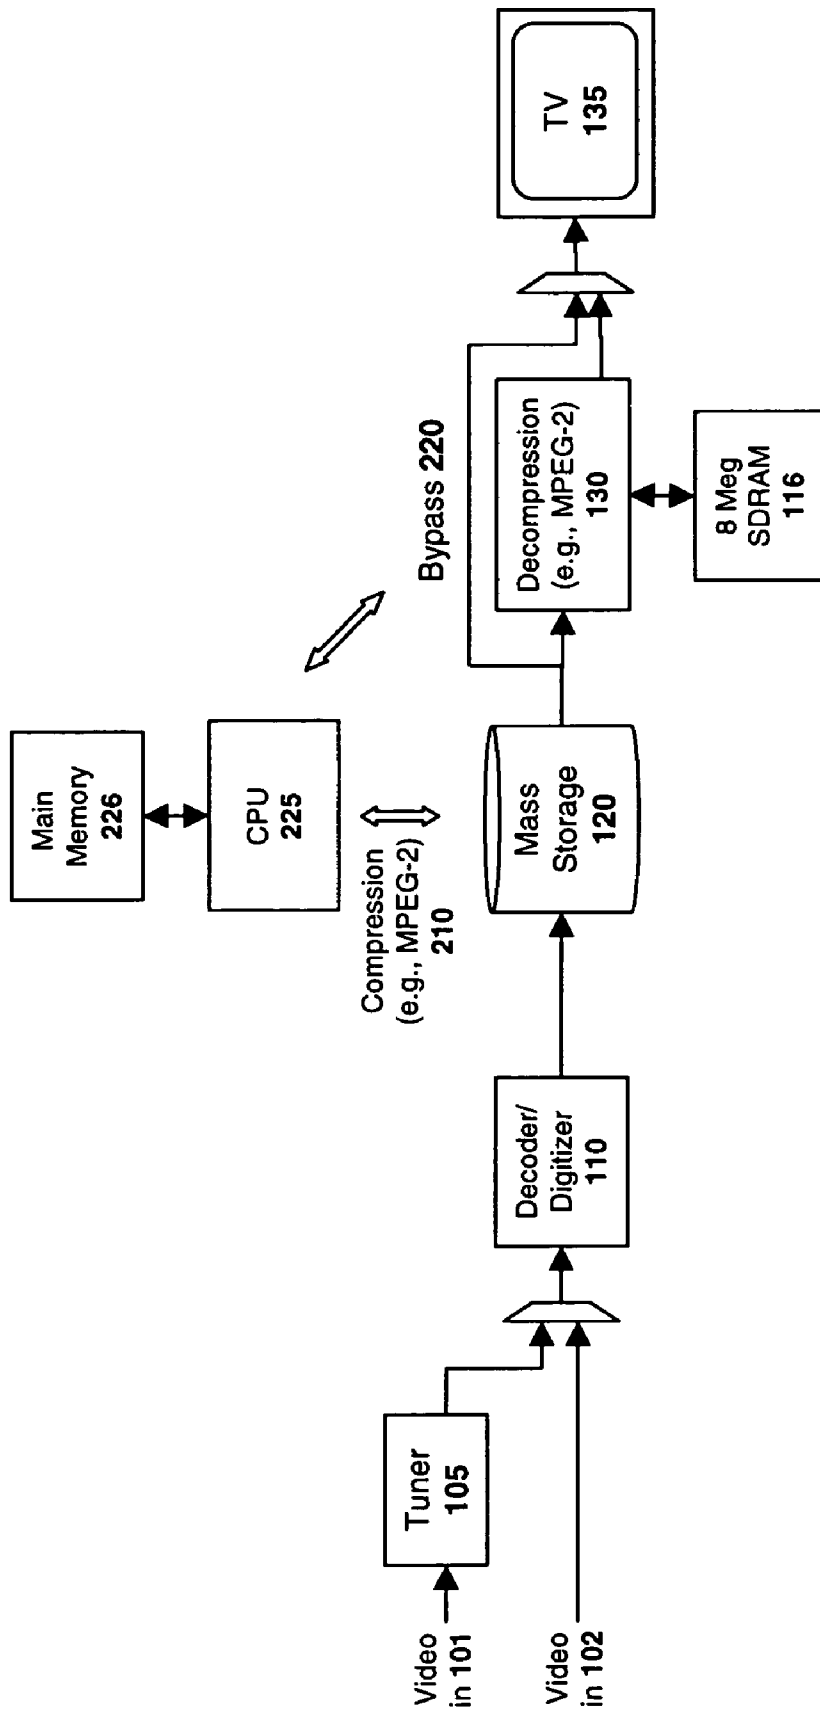 Main
Memory
226
CPU
225
Compression
(e.g., MPEG-2)
210
Bypass 220
Video
in 101
Tuner
105
Video
in 102
Decoder/
Digitizer
110
Mass
Storage
120
Decompression
(e.g., MPEG-2)
130
8 Meg
SDRAM
116
TV
135